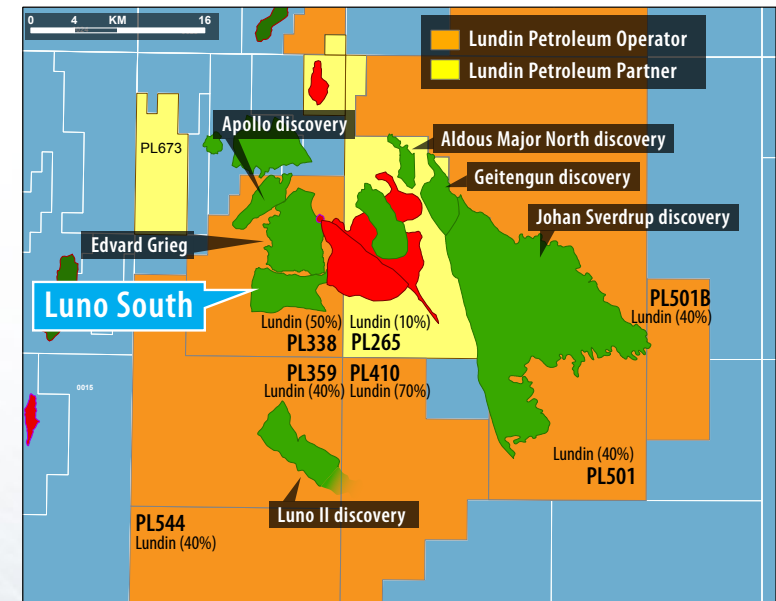 0 4 KM 16
Lundin Petroleum Operator
Lundin Petroleum Partner
Apollo discovery
PL673
Aldous Major North discovery
Geitengun discovery
Johan Sverdrup discovery
Edvard Grieg
Luno South
PL501B
Lundin (40%)
Lundin (50%)
PL338
Lundin (10%)
PL265
PL359
Lundin (40%)
PL410
Lundin (70%)
0015
Lundin (40%)
PL501
Luno II discovery
PL544
Lundin (40%)